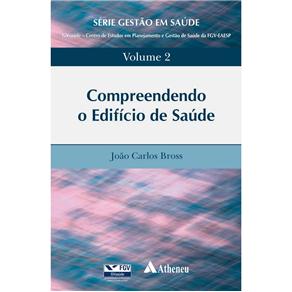 SÉRIE GESTÃO EM SAÚDE
GVsaúde – Centro de Estudos em Planejamento e Gestão de Saúde da FGV-EAESP
Volume 2
Compreendendo
o Edifício de Saúde
João Carlos Bross
FGV
GVsaúde
Atheneu